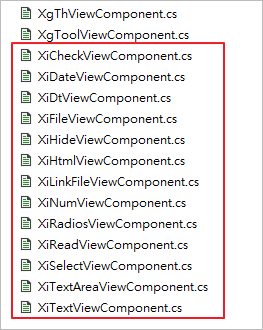 XgThViewComponent.cs
XgToolViewComponent.cs
XiCheckViewComponent.cs
XiDateViewComponent.cs
XiDtViewComponent.cs
XiFileViewComponent.cs
XiHideViewComponent.cs
XiHtmlViewComponent.cs
XiLinkFileViewComponent.cs
XiNumViewComponent.cs
XiRadiosViewComponent.cs
XiReadViewComponent.cs
XiSelectViewComponent.cs
XiTextAreaViewComponent.cs
XiTextViewComponent.cs